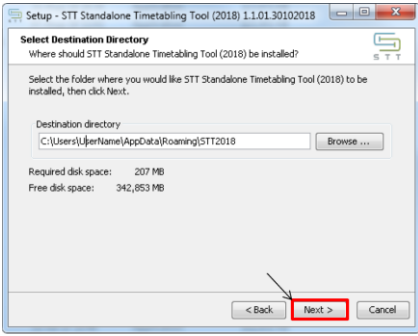 Setup - STT Standalone Timetabling Tool (2018) 1.1.01.30102018
Select Destination Directory
Where should STT Standalone Timetabling Tool (2018) be installed?
S T T
Select the folder where you would like STT Standalone Timetabling Tool (2018) to be
installed, then click Next.
Destination directory
C:\Users\UserName\AppData\Roaming\STT2018
Browse ...
Required disk space: 207 MB
Free disk space: 342,853 MB
< Back Next > Cancel